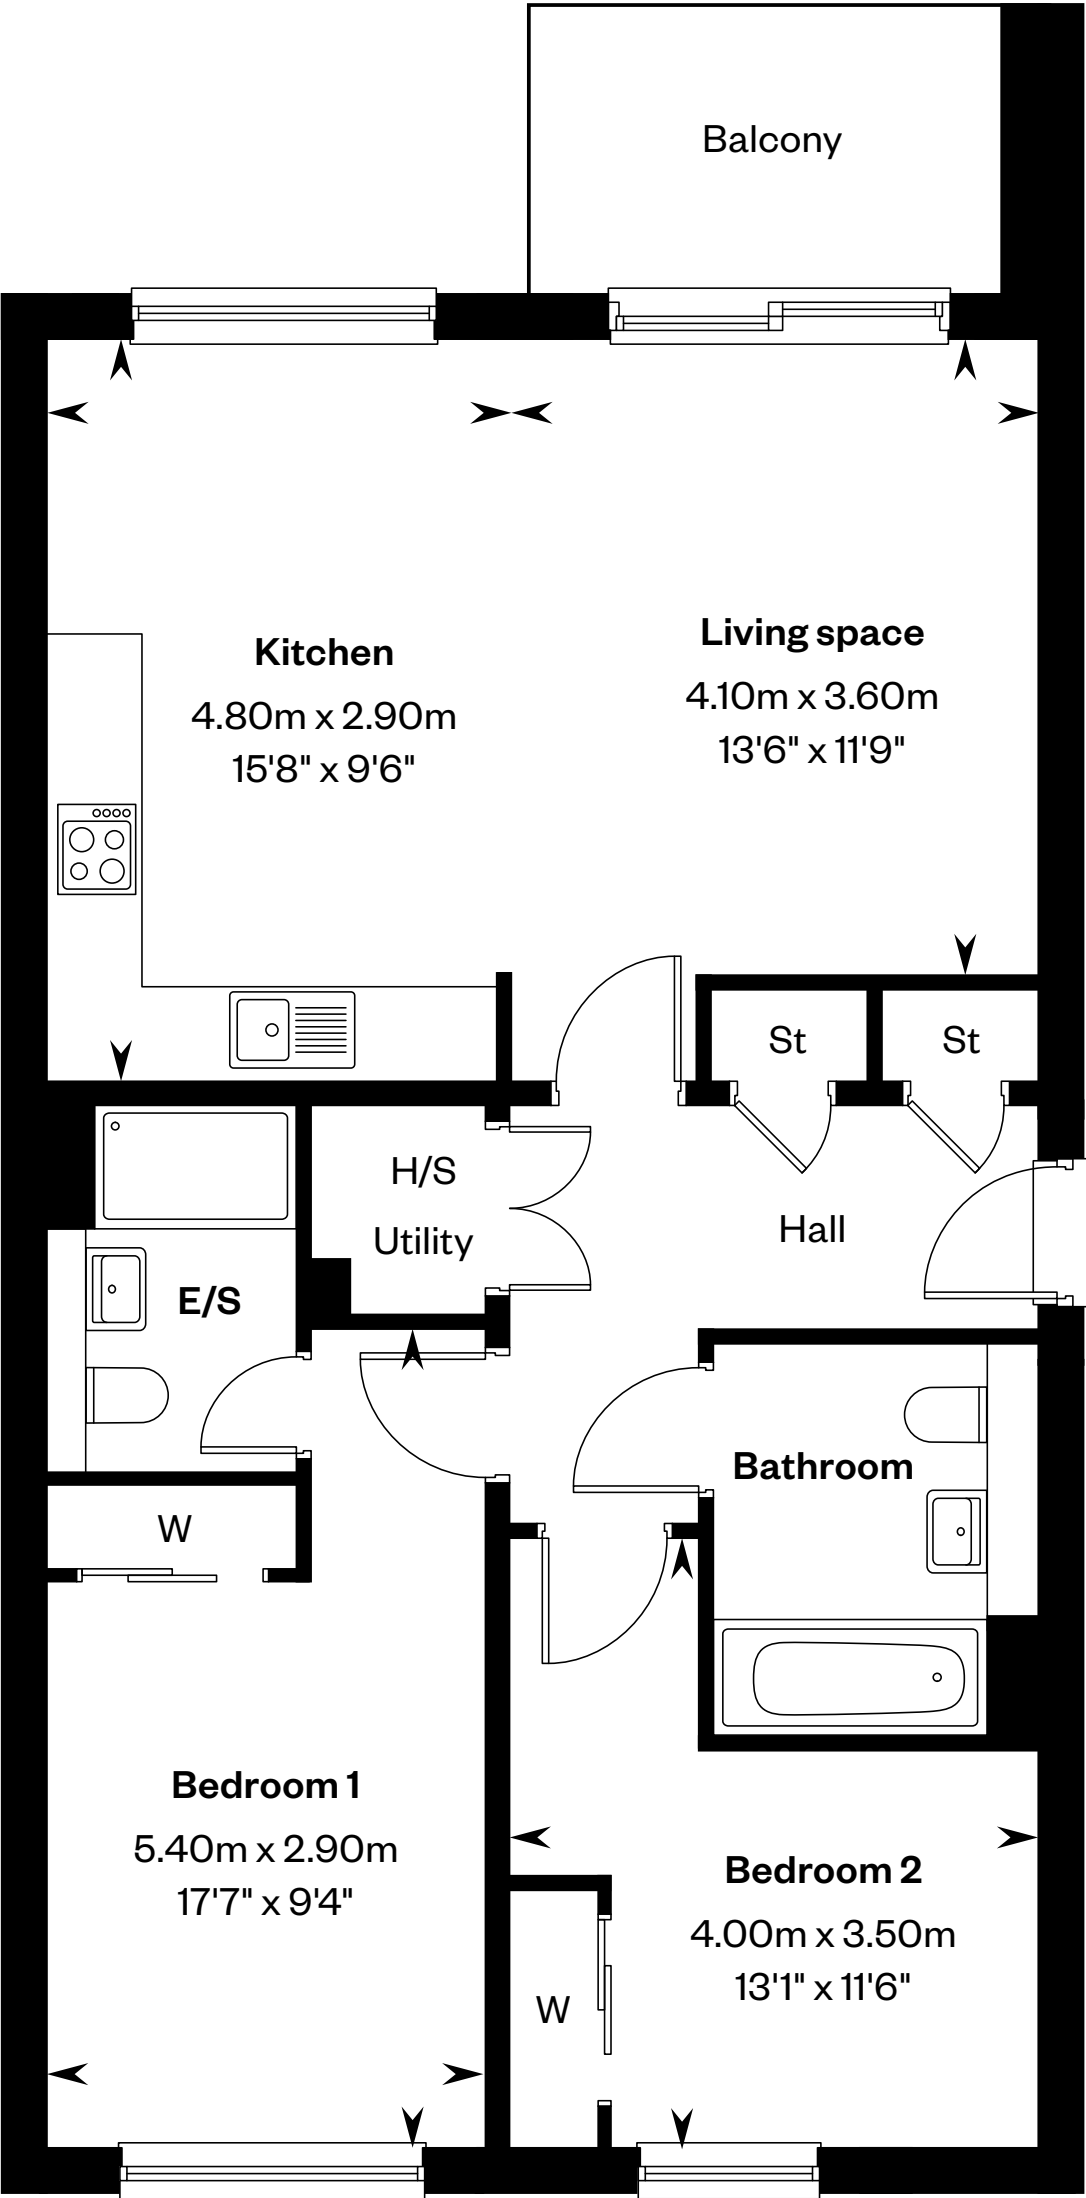 Balcony
Kitchen
4.80m x 2.90m
15'8" x 9'6"
Living space
4.10m x 3.60m
13'6" x 11'9"
St
St
H/S
Utility
Hall
E/S
Bathroom
W
Bedroom 1
5.40m x 2.90m
17'7" x 9'4"
Bedroom 2
4.00m x 3.50m
13'1" x 11'6"
W